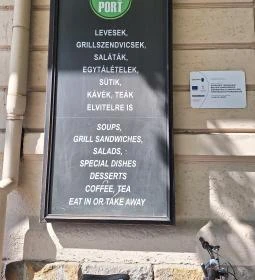 PORT
LEVESEK,
GRILLSZENDVICSEK,
SALÁTÁK,
EGYTÁLÉTELEK,
SÜTIK,
KÁVÉK, TEÁK
ELVITELRE IS
SOUPS,
GRILL SANDWICHES,
SALADS,
SPECIAL DISHES
DESSERTS
COFFEE, TEA
EAT IN OR TAKE AWAY